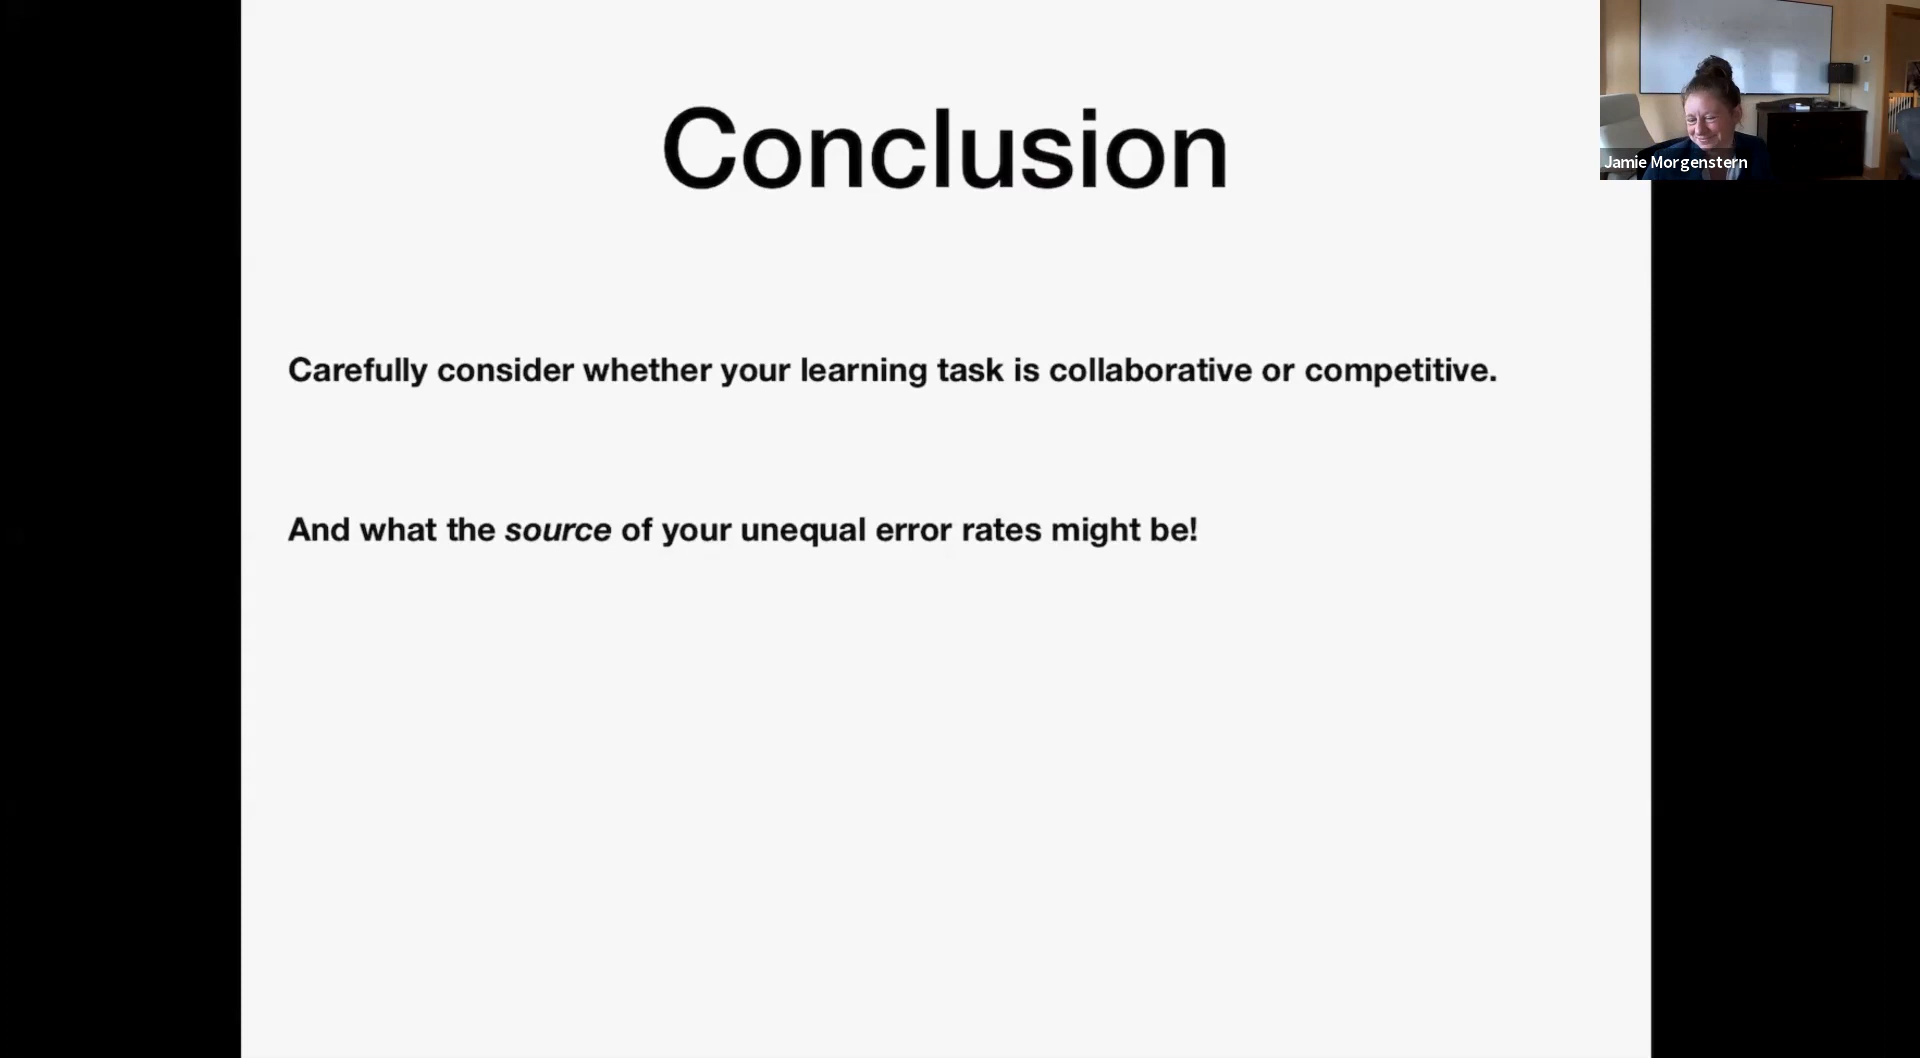 Conclusion
Jamie Morgenstern
Carefully consider whether your learning task is collaborative or competitive.
And what the source of your unequal error rates might be!